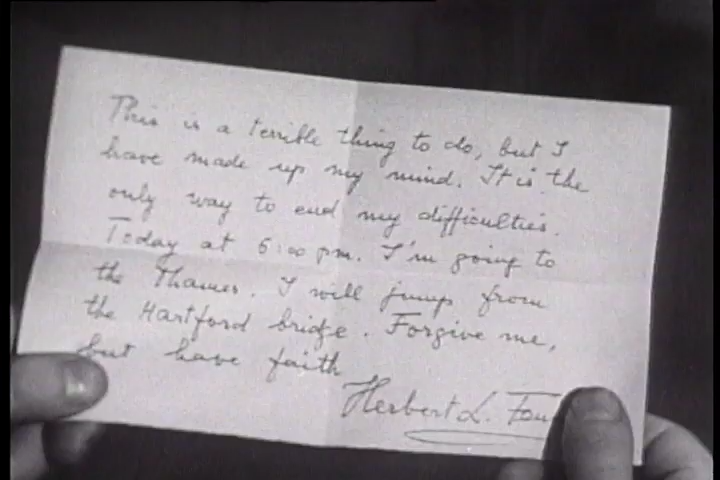 This is a terrible thing to do, but I
have made up my mind. It is the
only way to end my difficulties.
Today at 6:00 pm. I'm going to
the Thames. I will jump from
the Hartford bridge. Forgive me,
but have faith
Herbert L.